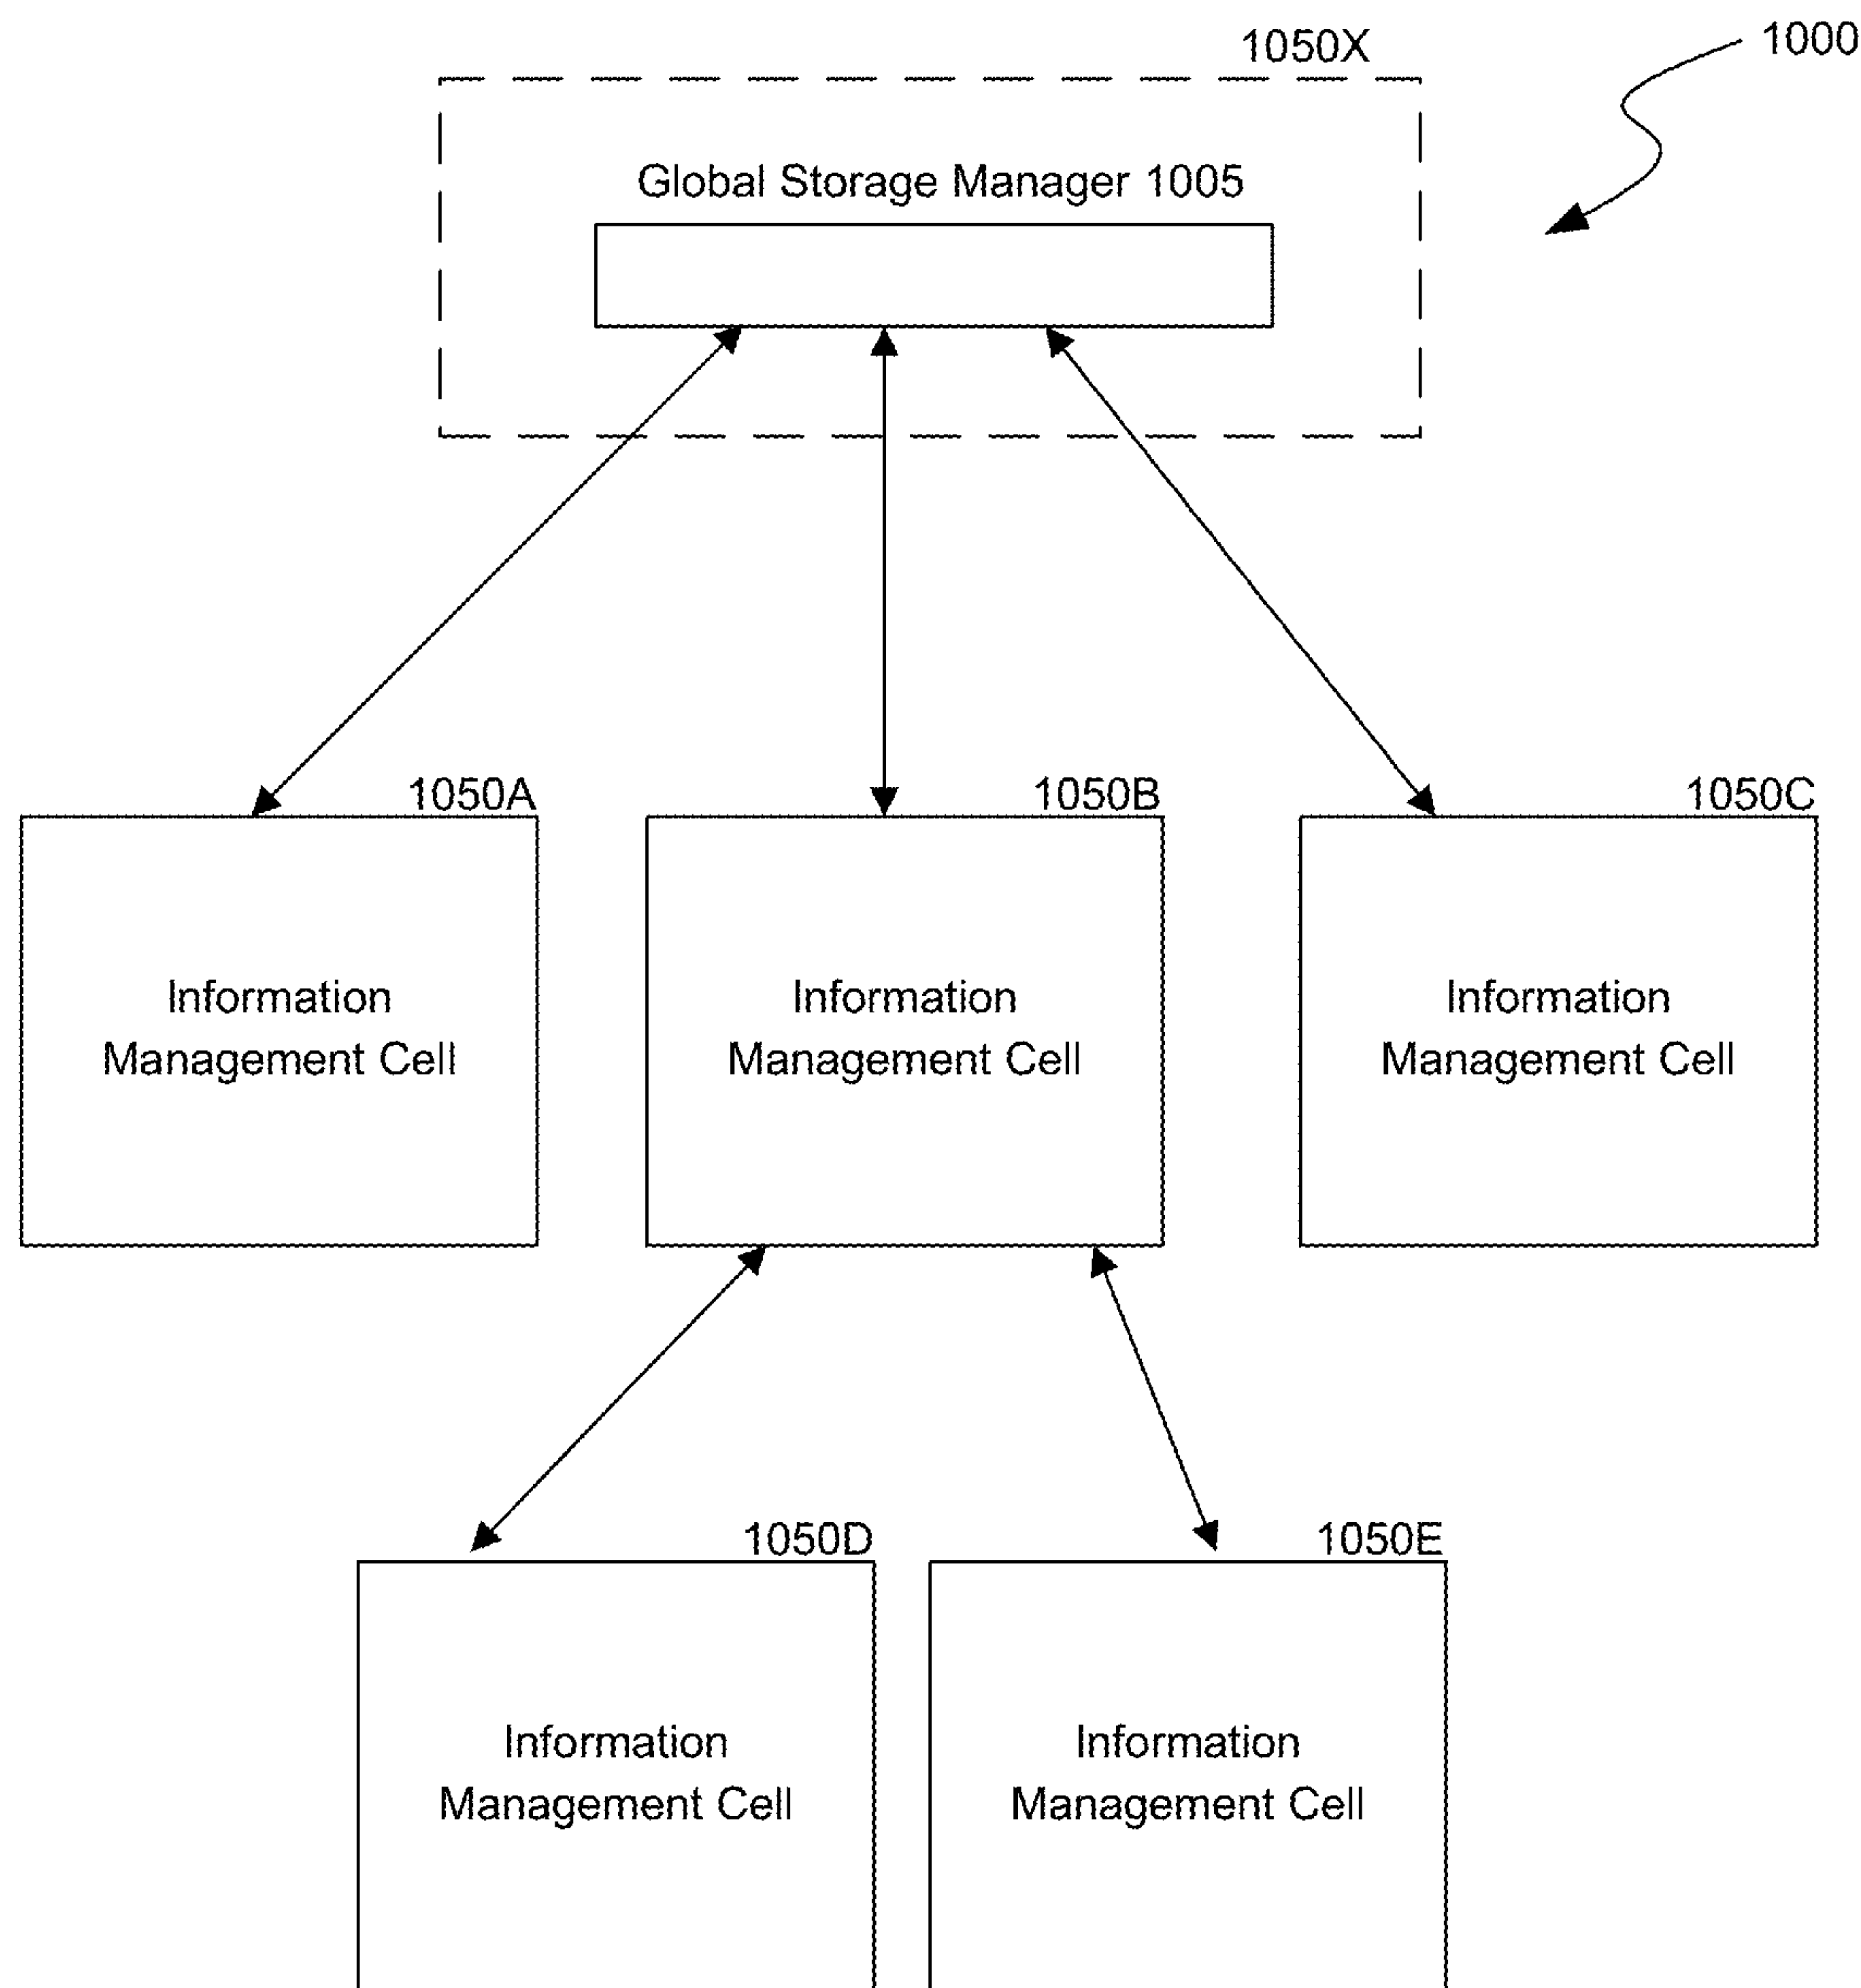 1050X
1000
Global Storage Manager 1005
1050A
1050B
1050C
Information
Management Cell
Information
Management Cell
Information
Management Cell
1050D
1050E
Information
Management Cell
Information
Management Cell